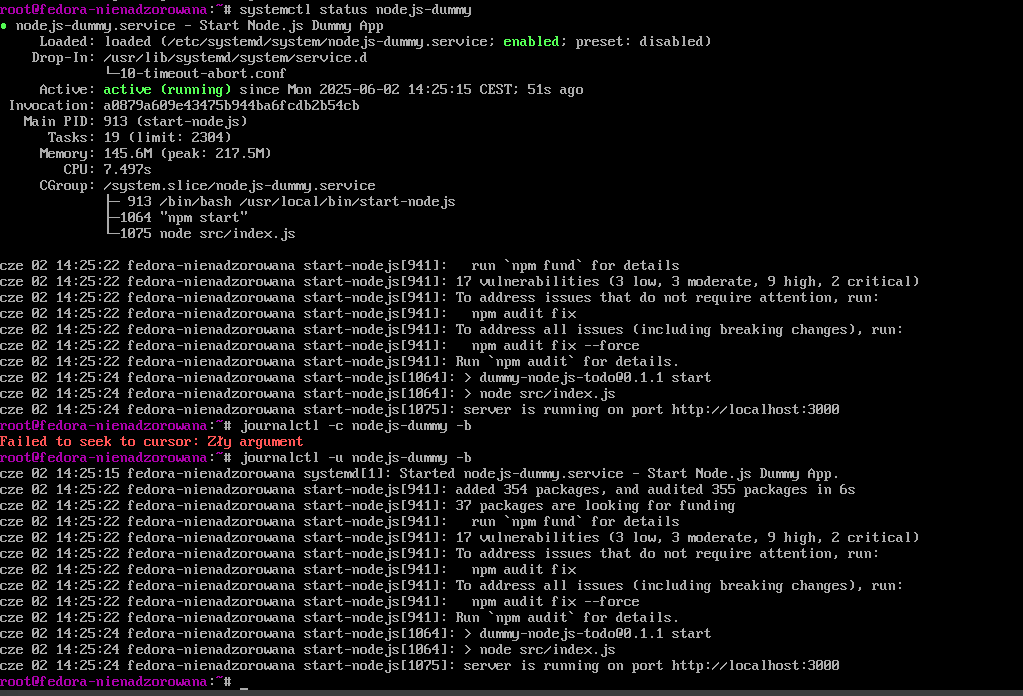 root@fedora-nienadzorowana:~# systemctl status nodejs-dummy
● nodejs-dummy.service - Start Node.js Dummy App
     Loaded: loaded (/etc/systemd/system/nodejs-dummy.service; enabled; preset: disabled)
    Drop-In: /usr/lib/systemd/system/service.d
             └─10-timeout-abort.conf
     Active: active (running) since Mon 2025-06-02 14:25:15 CEST; 51s ago
 Invocation: a0879a609e43475b944ba6fcdb2b54cb
   Main PID: 913 (start-nodejs)
      Tasks: 19 (limit: 2304)
     Memory: 145.6M (peak: 217.5M)
        CPU: 7.497s
     CGroup: /system.slice/nodejs-dummy.service
             ├─ 913 /bin/bash /usr/local/bin/start-nodejs
             ├─1064 "npm start"
             └─1075 node src/index.js
cze 02 14:25:22 fedora-nienadzorowana start-nodejs[941]:   run `npm fund` for details
cze 02 14:25:22 fedora-nienadzorowana start-nodejs[941]: 17 vulnerabilities (3 low, 3 moderate, 9 high, 2 critical)
cze 02 14:25:22 fedora-nienadzorowana start-nodejs[941]: To address issues that do not require attention, run:
cze 02 14:25:22 fedora-nienadzorowana start-nodejs[941]:   npm audit fix
cze 02 14:25:22 fedora-nienadzorowana start-nodejs[941]: To address all issues (including breaking changes), run:
cze 02 14:25:22 fedora-nienadzorowana start-nodejs[941]:   npm audit fix --force
cze 02 14:25:22 fedora-nienadzorowana start-nodejs[941]: Run `npm audit` for details.
cze 02 14:25:24 fedora-nienadzorowana start-nodejs[1064]: > dummy-nodejs-todo@0.1.1 start
cze 02 14:25:24 fedora-nienadzorowana start-nodejs[1064]: > node src/index.js
cze 02 14:25:24 fedora-nienadzorowana start-nodejs[1075]: server is running on port http://localhost:3000
root@fedora-nienadzorowana:~# journalctl -c nodejs-dummy -b
Failed to seek to cursor: Zły argument
root@fedora-nienadzorowana:~# journalctl -u nodejs-dummy -b
cze 02 14:25:15 fedora-nienadzorowana systemd[1]: Started nodejs-dummy.service - Start Node.js Dummy App.
cze 02 14:25:22 fedora-nienadzorowana start-nodejs[941]: added 354 packages, and audited 355 packages in 6s
cze 02 14:25:22 fedora-nienadzorowana start-nodejs[941]: 37 packages are looking for funding
cze 02 14:25:22 fedora-nienadzorowana start-nodejs[941]:   run `npm fund` for details
cze 02 14:25:22 fedora-nienadzorowana start-nodejs[941]: 17 vulnerabilities (3 low, 3 moderate, 9 high, 2 critical)
cze 02 14:25:22 fedora-nienadzorowana start-nodejs[941]: To address issues that do not require attention, run:
cze 02 14:25:22 fedora-nienadzorowana start-nodejs[941]:   npm audit fix
cze 02 14:25:22 fedora-nienadzorowana start-nodejs[941]: To address all issues (including breaking changes), run:
cze 02 14:25:22 fedora-nienadzorowana start-nodejs[941]:   npm audit fix --force
cze 02 14:25:22 fedora-nienadzorowana start-nodejs[941]: Run `npm audit` for details.
cze 02 14:25:24 fedora-nienadzorowana start-nodejs[1064]: > dummy-nodejs-todo@0.1.1 start
cze 02 14:25:24 fedora-nienadzorowana start-nodejs[1064]: > node src/index.js
cze 02 14:25:24 fedora-nienadzorowana start-nodejs[1075]: server is running on port http://localhost:3000
root@fedora-nienadzorowana:~# _